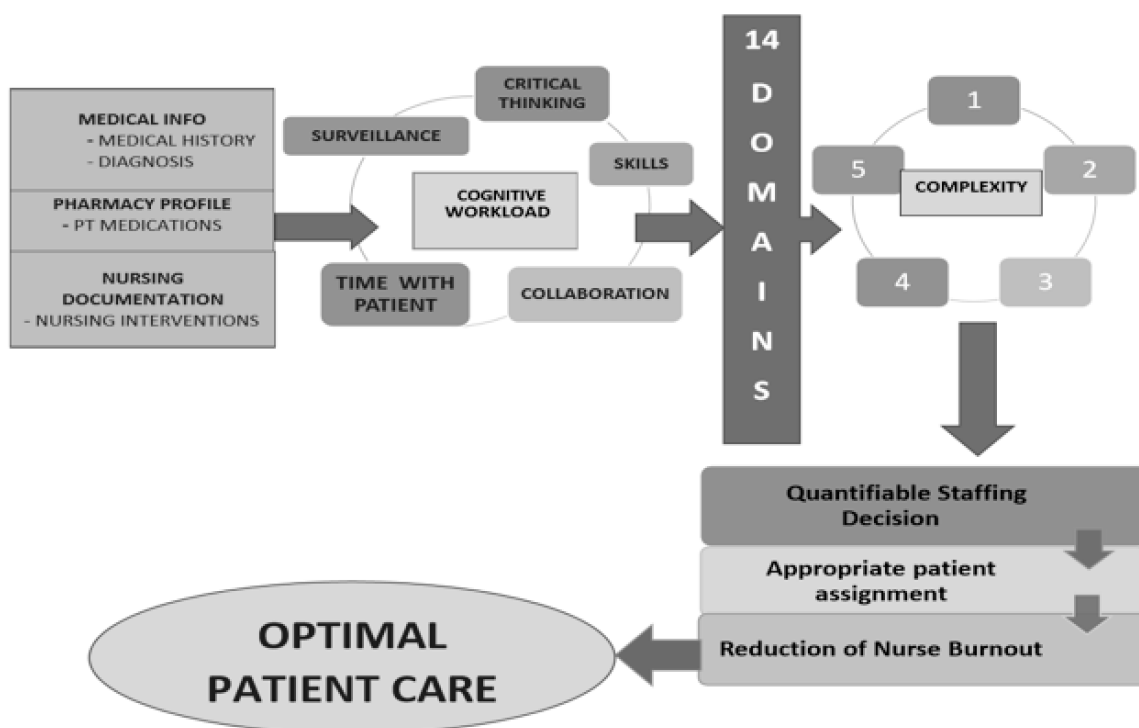 MEDICAL INFO
- MEDICAL HISTORY
- DIAGNOSIS
PHARMACY PROFILE
- PT MEDICATIONS
NURSING
DOCUMENTATION
- NURSING INTERVENTIONS
CRITICAL
THINKING
SURVEILLANCE
SKILLS
COGNITIVE
WORKLOAD
TIME WITH
PATIENT
COLLABORATION
14
D
O
M
A
I
N
S
1
5
2
COMPLEXITY
4
3
Quantifiable Staffing
Decision
Appropriate patient
assignment
Reduction of Nurse Burnout
OPTIMAL
PATIENT CARE